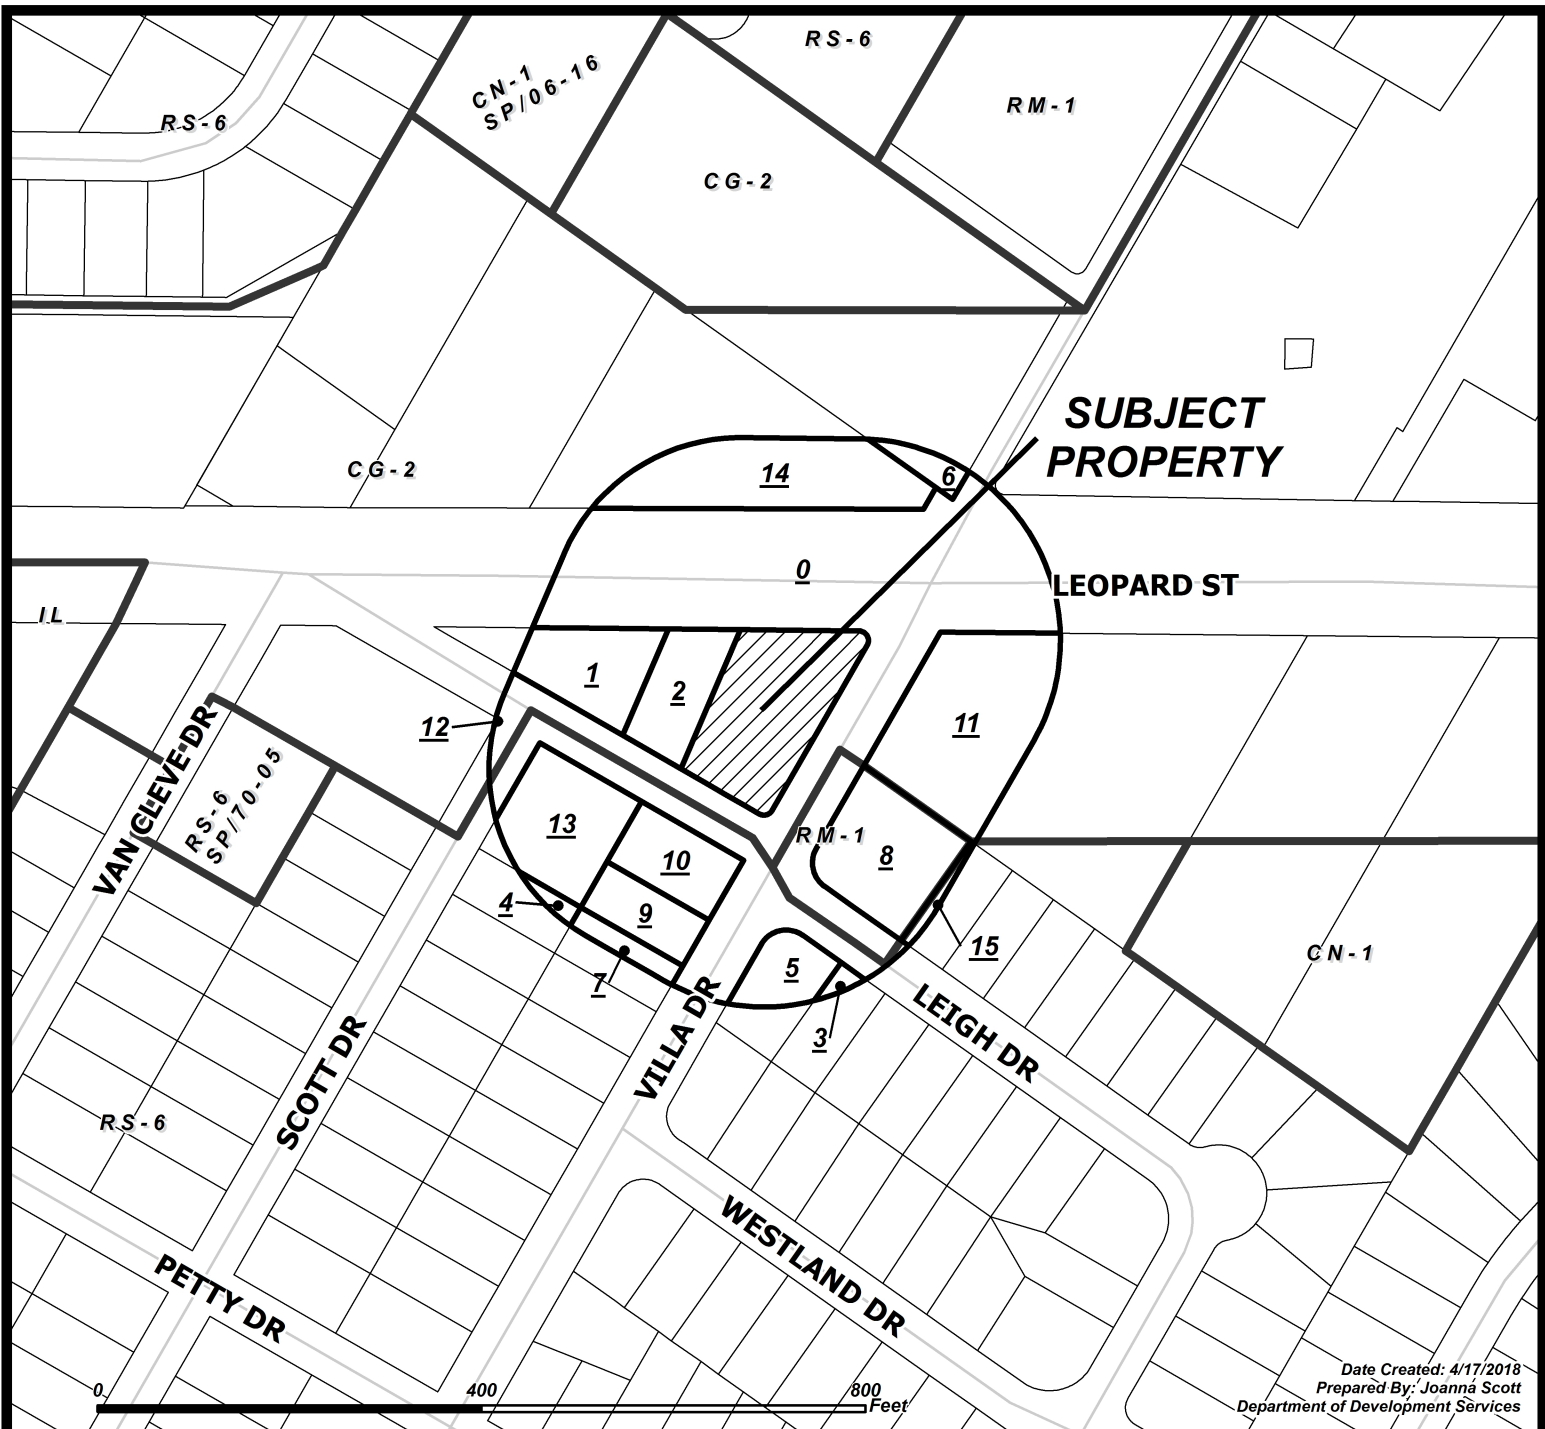 RS-6
CN-1
SP/06-16
RS-6
RM-1
CG-2
SUBJECT
PROPERTY
CG-2
14
6
0
LEOPARD ST
IL
1
2
12
11
VAN CLEVE DR
RS-6
SP/70-05
13
RM-1
10
8
4
9
15
7
5
3
CN-1
VILLA DR
LEIGH DR
SCOTT DR
RS-6
WESTLAND DR
PETTY DR
Date Created: 4/17/2018
Prepared By: Joanna Scott
Department of Development Services
0 400 800
Feet